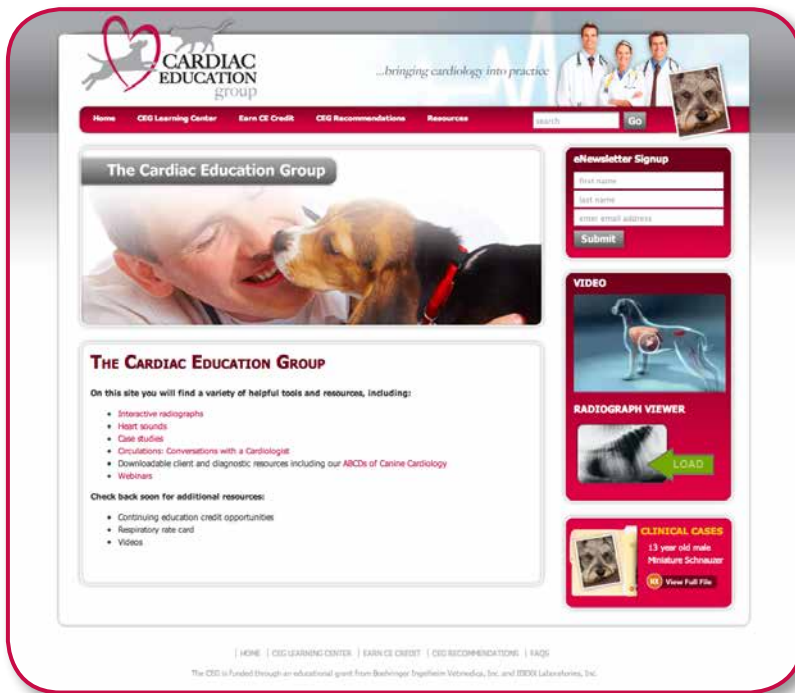 CARDIAC
EDUCATION
group
...bringing cardiology into practice
Home CEG Learning Center Earn CE Credit CEG Recommendations Resources
search Go
The Cardiac Education Group
eNewsletter Signup
first name
last name
enter email address
Submit
VIDEO
RADIOGRAPH VIEWER
LOAD
THE CARDIAC EDUCATION GROUP
On this site you will find a variety of helpful tools and resources, including:
• Interactive radiographs
• Heart sounds
• Case studies
• Circulations: Conversations with a Cardiologist
• Downloadable client and diagnostic resources including our ABCDs of Canine Cardiology
• Webinars
Check back soon for additional resources:
• Continuing education credit opportunities
• Respiratory rate card
• Videos
CLINICAL CASES
13 year old male
Miniature Schnauzer
View Full File
| HOME | CEG LEARNING CENTER | EARN CE CREDIT | CEG RECOMMENDATIONS | FAQS
The CEG is funded through an educational grant from Boehringer Ingelheim Vetmedica, Inc. and IDEXX Laboratories, Inc.